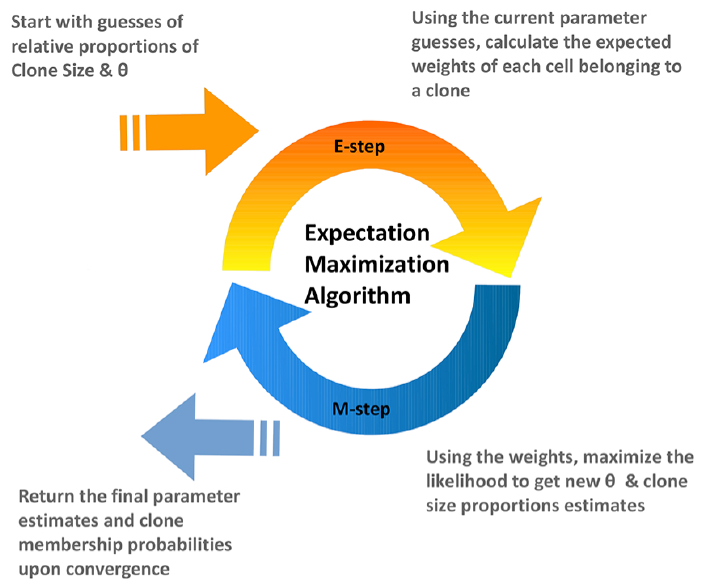 Start with guesses of
relative proportions of
Clone Size & θ
Using the current parameter
guesses, calculate the expected
weights of each cell belonging to
a clone
E-step
Expectation
Maximization
Algorithm
M-step
Using the weights, maximize the
likelihood to get new θ & clone
size proportions estimates
Return the final parameter
estimates and clone
membership probabilities
upon convergence